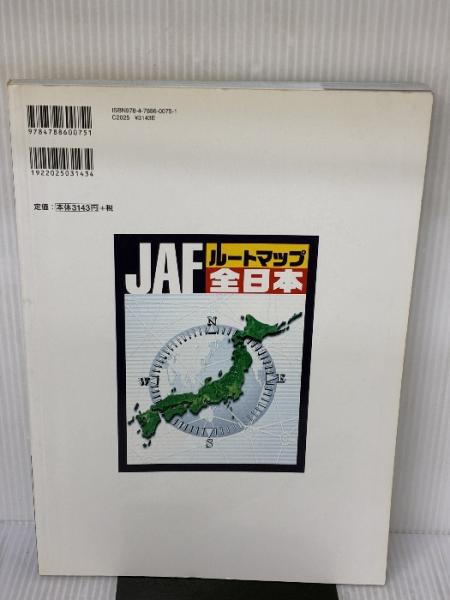 ISBN978-4-7886-0075-1
C2025 ¥3143E
9784788600751
1922025031434
定価：本体3143円+税
JAF ルートマップ
全日本
N
W
E
S